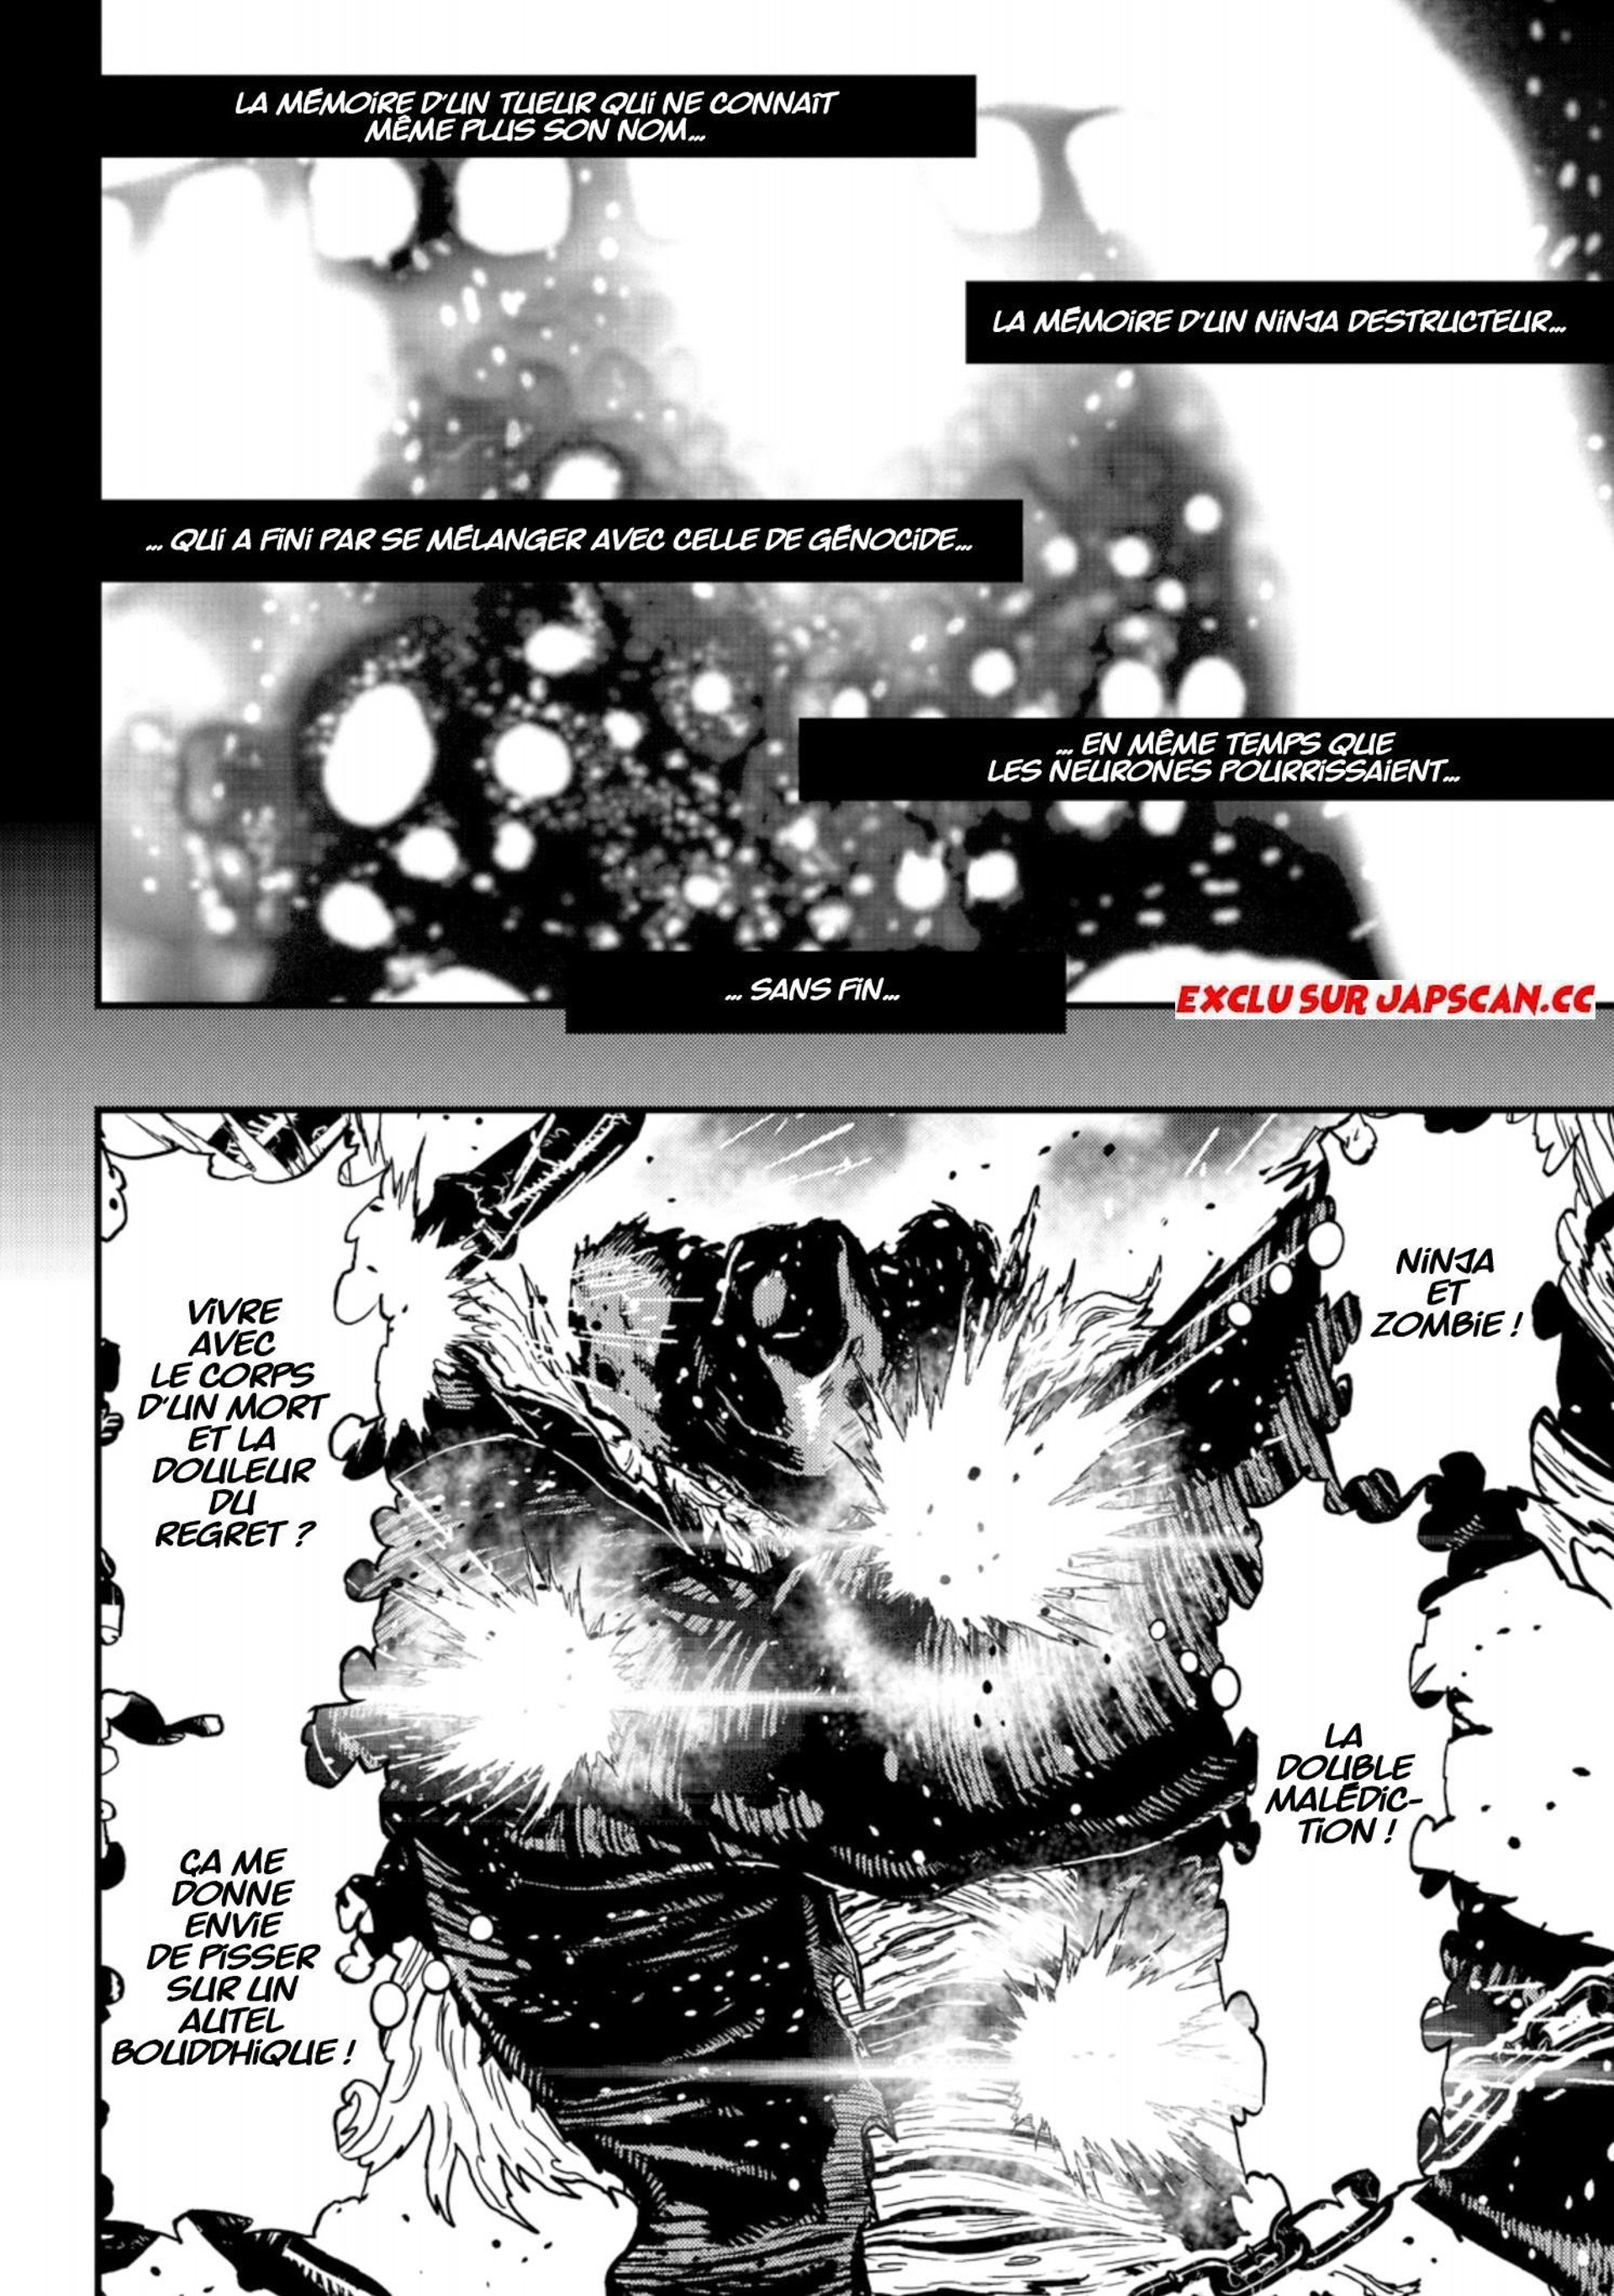 LA MÉMOIRE D'UN TUEUR QUI NE CONNAÎT
MÊME PLUS SON NOM...
LA MÉMOIRE D'UN NINJA DESTRUCTEUR...
... QUI A FINI PAR SE MÉLANGER AVEC CELLE DE GÉNOCIDE...
... EN MÊME TEMPS QUE
LES NEURONES POURRISSAIENT...
... SANS FIN...
EXCLU SUR JAPSCAN.CC
NINJA
ET
ZOMBIE !
LA
DOUBLE
MALÉDIC-
TION !
VIVRE
AVEC
LE CORPS
D'UN MORT
ET LA
DOULEUR
DU
REGRET ?
ÇA ME
DONNE
ENVIE
DE PISSER
SUR UN
AUTEL
BOUDDHIQUE !